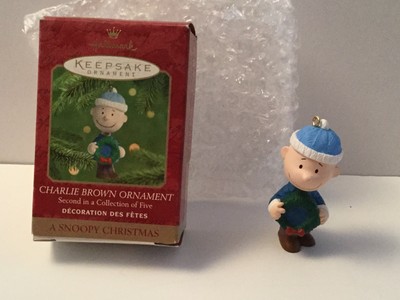 Hallmark
KEEPSAKE
ORNAMENT
CHARLIE BROWN ORNAMENT
Second in a Collection of Five
DÉCORATION DES FÊTES
A SNOOPY CHRISTMAS